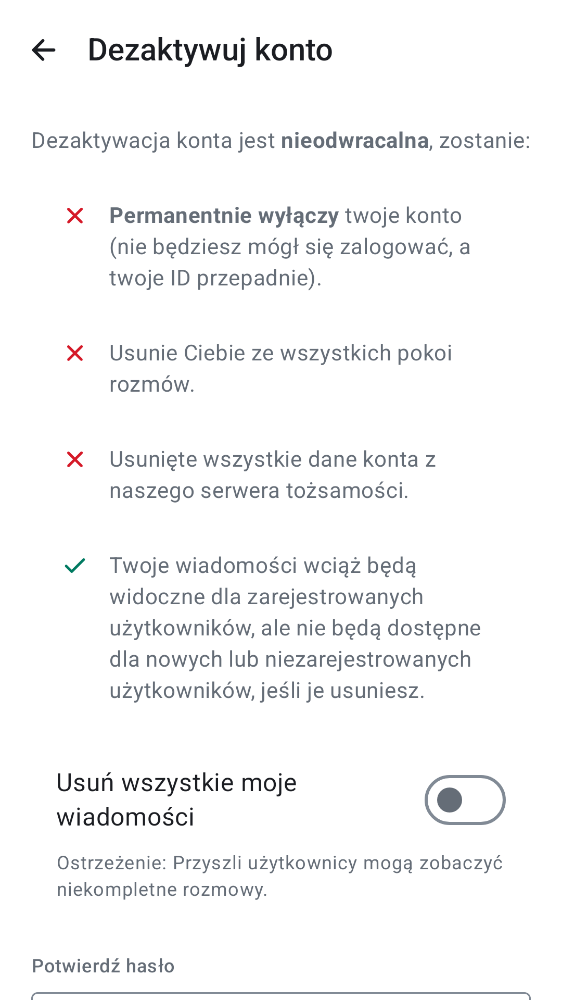 Dezaktywuj konto
Dezaktywacja konta jest nieodwracalna, zostanie:
Permanentnie wyłączy twoje konto
(nie będziesz mógł się zalogować, a
twoje ID przepadnie).
Usunie Ciebie ze wszystkich pokoi
rozmów.
Usunięte wszystkie dane konta z
naszego serwera tożsamości.
Twoje wiadomości wciąż będą
widoczne dla zarejestrowanych
użytkowników, ale nie będą dostępne
dla nowych lub niezarejestrowanych
użytkowników, jeśli je usuniesz.
Usuń wszystkie moje
wiadomości
Ostrzeżenie: Przyszli użytkownicy mogą zobaczyć
niekompletne rozmowy.
Potwierdź hasło